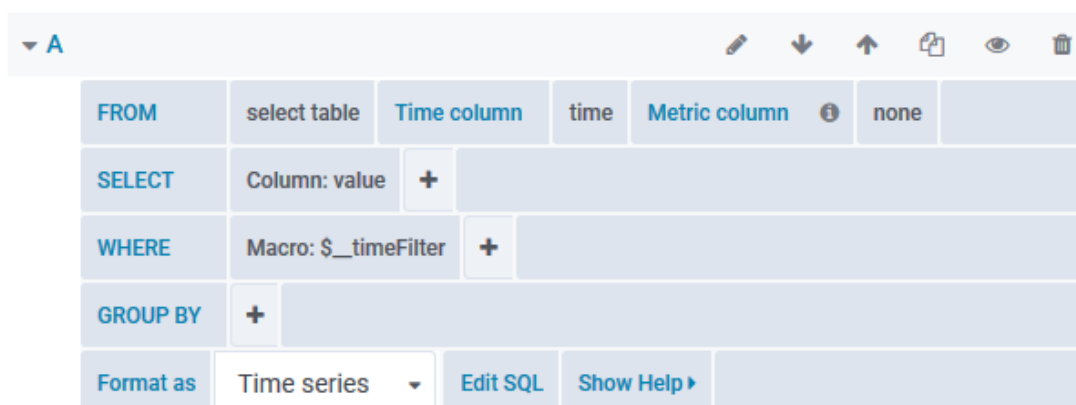 A
FROM select table Time column time Metric column none
SELECT Column: value +
WHERE Macro: $__timeFilter +
GROUP BY +
Format as Time series Edit SQL Show Help